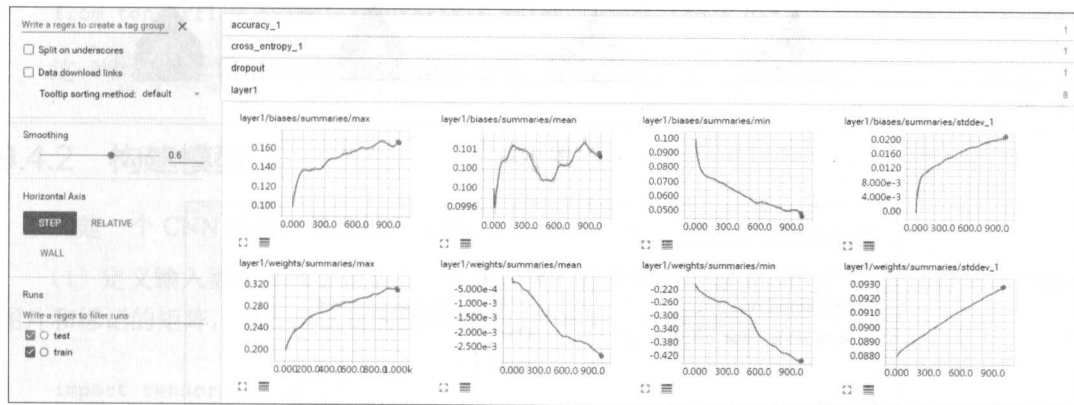 Write a regex to create a tag group
Split on underscores
Data download links
Tooltip sorting method: default
Smoothing
0.6
Horizontal Axis
STEP RELATIVE
WALL
Runs
Write a regex to filter runs
test
train
accuracy_1 1
cross_entropy_1 1
dropout 1
layer1 8
layer1/biases/summaries/max
0.160
0.140
0.120
0.100
0.000 300.0 600.0 900.0
layer1/biases/summaries/mean
0.101
0.100
0.100
0.0996
0.000 300.0 600.0 900.0
layer1/biases/summaries/min
0.100
0.0900
0.0800
0.0700
0.0600
0.0500
0.000 300.0 600.0 900.0
layer1/biases/summaries/stddev_1
0.0200
0.0160
0.0120
8.000e-3
4.000e-3
0.00
0.000 300.0 600.0 900.0
layer1/weights/summaries/max
0.320
0.280
0.240
0.200
0.000 200.0 400.0 600.0 800.0 1.000k
layer1/weights/summaries/mean
-5.000e-4
-1.000e-3
-1.500e-3
-2.000e-3
-2.500e-3
0.000 300.0 600.0 900.0
layer1/weights/summaries/min
-0.220
-0.260
-0.300
-0.340
-0.380
-0.420
0.000 300.0 600.0 900.0
layer1/weights/summaries/stddev_1
0.0930
0.0920
0.0910
0.0900
0.0890
0.0880
0.000 300.0 600.0 900.0